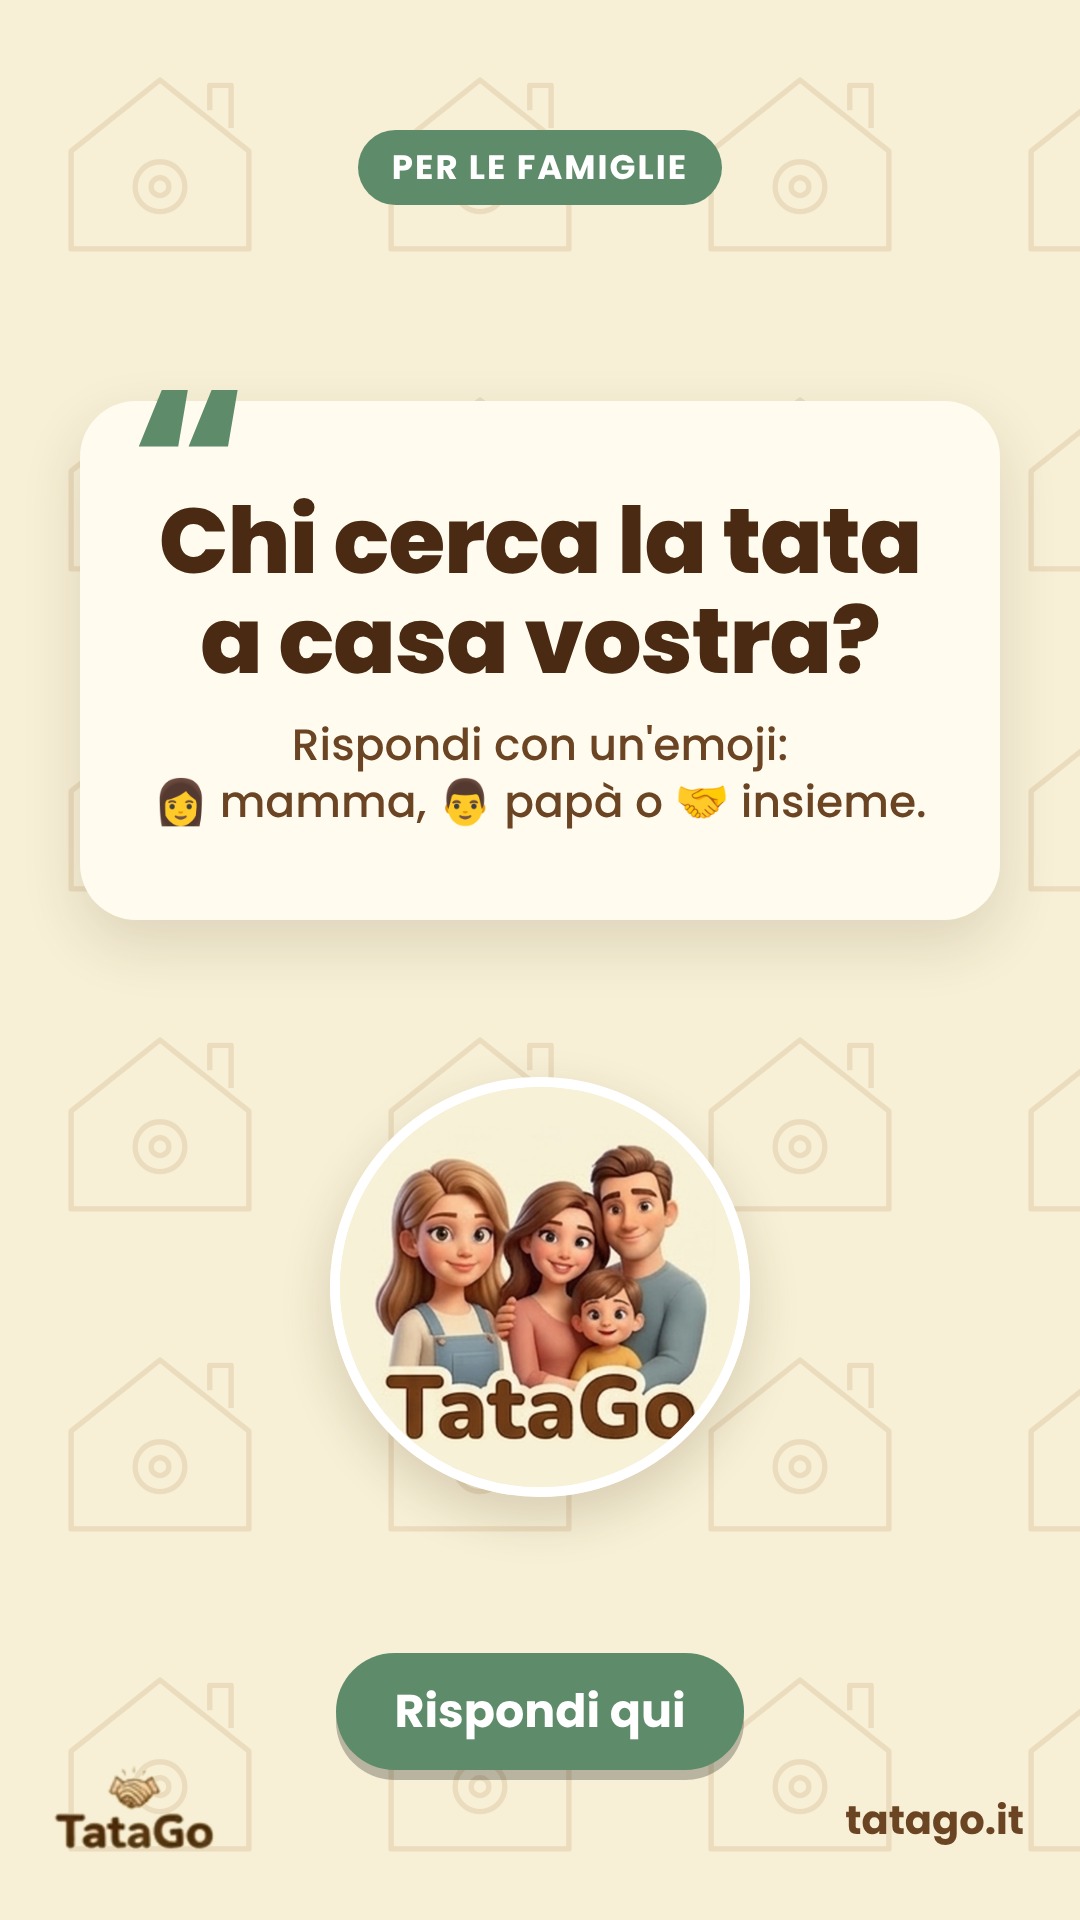 PER LE FAMIGLIE
“
Chi cerca la tata
a casa vostra?
Rispondi con un'emoji:
👩 mamma, 👨 papà o 🤝 insieme.
TataGo
Rispondi qui
TataGo
tatago.it